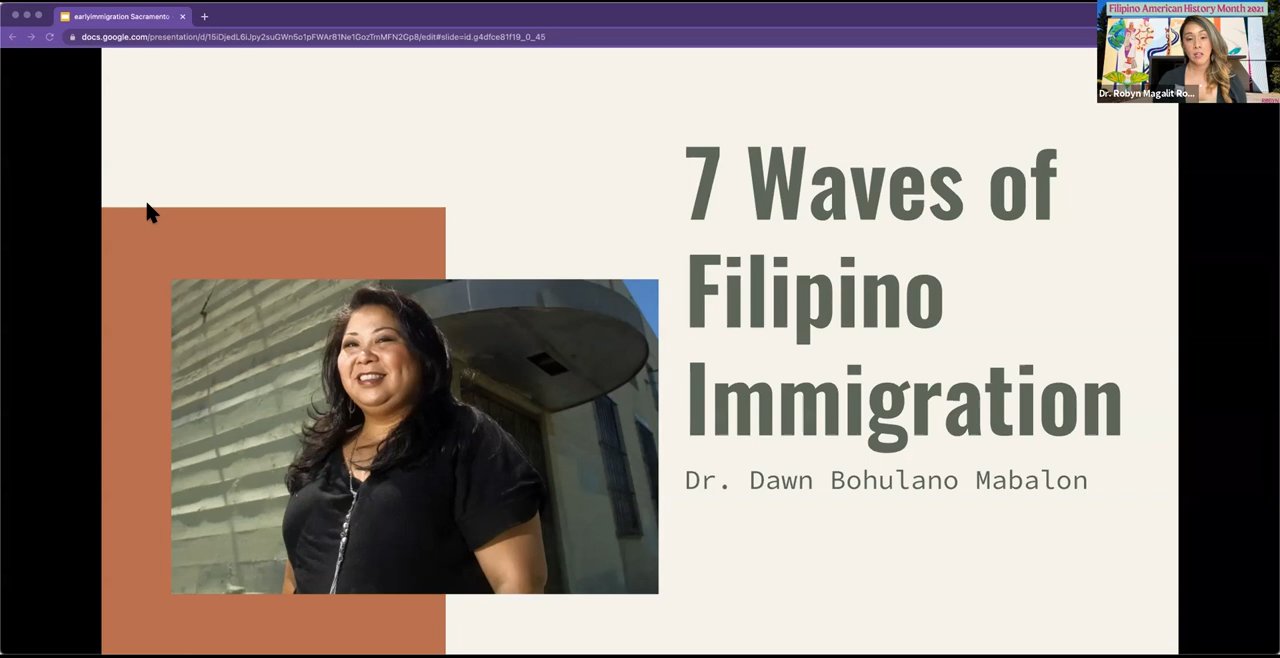 earlyimmigration Sacramento
docs.google.com/presentation/d/15iDjedL6iJpy2suGWn5o1pFWAr81Ne1GozTmMFN2Gp8/edit#slide=id.g4dfce81f19_0_45
Filipino American History Month 2021
Dr. Robyn Magalit Ro...
7 Waves of
Filipino
Immigration
Dr. Dawn Bohulano Mabalon